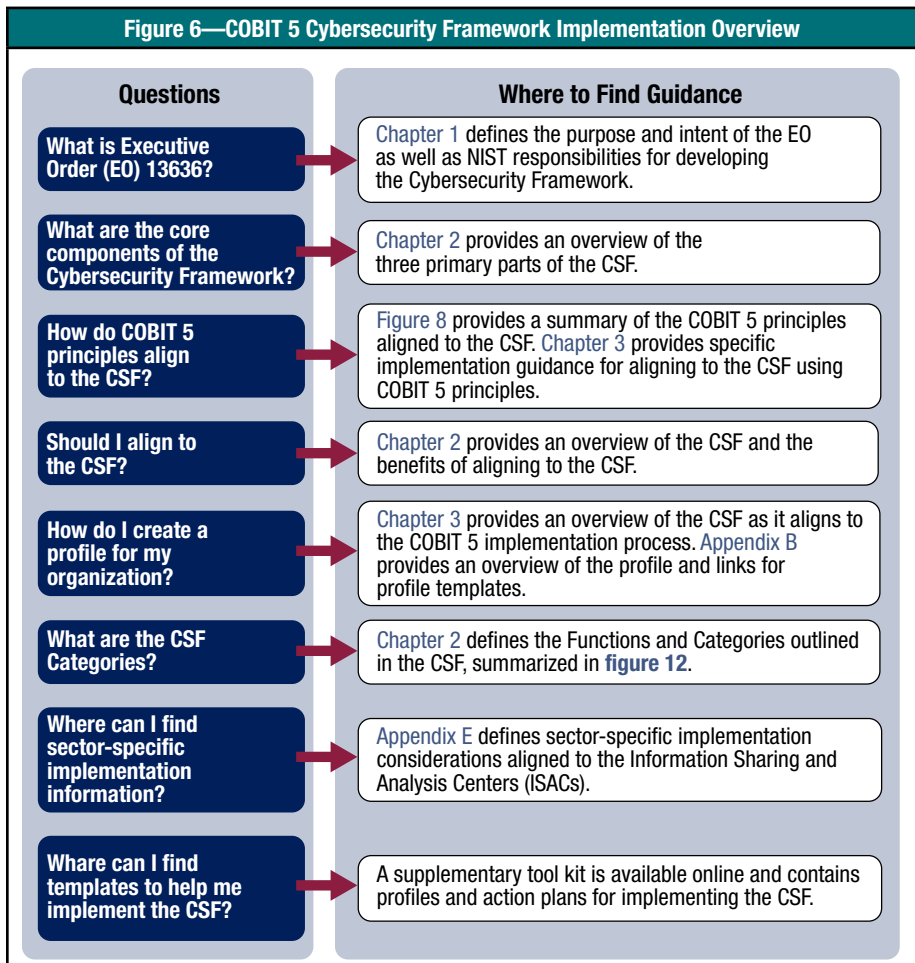 Figure 6—COBIT 5 Cybersecurity Framework Implementation Overview
Questions
Where to Find Guidance
What is Executive
Order (EO) 13636?
Chapter 1 defines the purpose and intent of the EO
as well as NIST responsibilities for developing
the Cybersecurity Framework.
What are the core
components of the
Cybersecurity Framework?
Chapter 2 provides an overview of the
three primary parts of the CSF.
How do COBIT 5
principles align
to the CSF?
Figure 8 provides a summary of the COBIT 5 principles
aligned to the CSF. Chapter 3 provides specific
implementation guidance for aligning to the CSF using
COBIT 5 principles.
Should I align to
the CSF?
Chapter 2 provides an overview of the CSF and the
benefits of aligning to the CSF.
How do I create a
profile for my
organization?
Chapter 3 provides an overview of the CSF as it aligns to
the COBIT 5 implementation process. Appendix B
provides an overview of the profile and links for
profile templates.
What are the CSF
Categories?
Chapter 2 defines the Functions and Categories outlined
in the CSF, summarized in figure 12.
Where can I find
sector-specific
implementation
information?
Appendix E defines sector-specific implementation
considerations aligned to the Information Sharing and
Analysis Centers (ISACs).
Whare can I find
templates to help me
implement the CSF?
A supplementary tool kit is available online and contains
profiles and action plans for implementing the CSF.